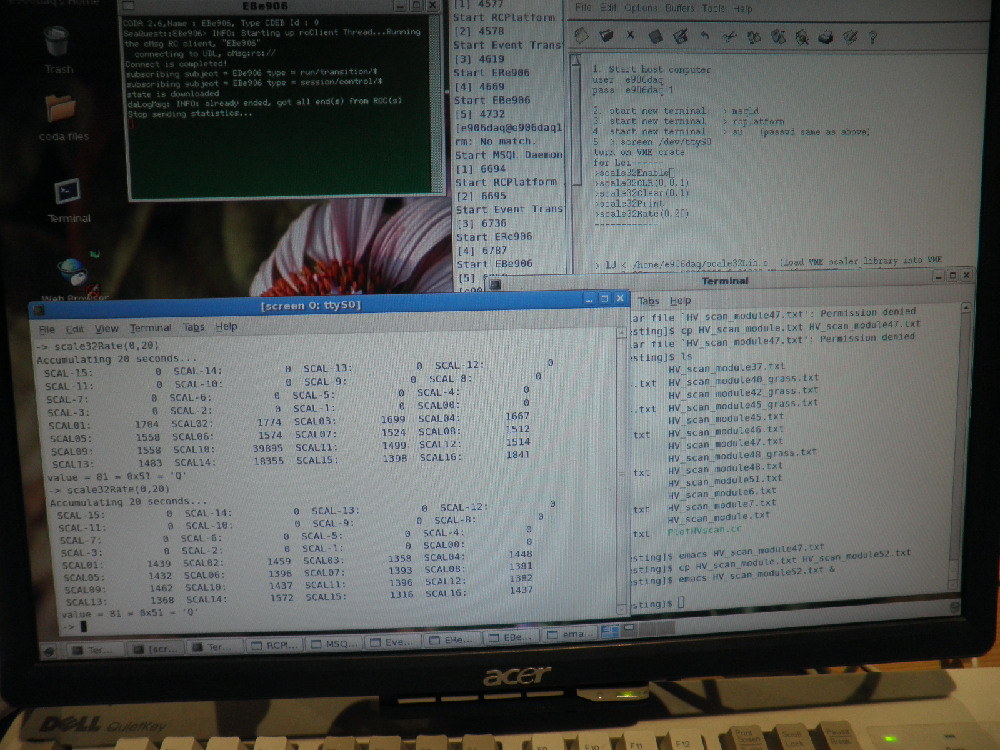 e906daq's Home
Trash
coda files
Terminal
Web Browser
EBe906
CODA 2.6,Name : EBe906, Type CDEB Id : 0
SeaQuest::EBe906> INFO: Starting up rcClient Thread...Running
the cMsg RC client, "EBe906"
connecting to UDL, cMsg:rc://
Connect is completed!
subscribing subject = EBe906 type = run/transition/*
subscribing subject = EBe906 type = session/control/*
state is downloaded
daLogMsg: INFO: already ended, got all end(s) from ROC(s)
Stop sending statistics...
[1] 4577
Start RCPlatform
[2] 4578
Start Event Trans
[3] 4619
Start ERe906
[4] 4669
Start EBe906
[5] 4732
[e906daq@e906daq1
rm: No match.
Start MSQL Daemon
[1] 6694
Start RCPlatform
[2] 6695
Start Event Trans
[3] 6736
Start ERe906
[4] 6787
Start EBe906
[5]
File Edit Options Buffers Tools Help
1. Start host computer:
user: e906daq
pass: e906daq!1
2. start new terminal: > msqld
3. start new terminal: > rcplatform
4. start new terminal: > su (passwd same as above)
5 > screen /dev/ttyS0
turn on VME crate
for Lei------
>scale32Enable
>scale32CLR(0,0,1)
>scale32Clear(0,1)
>scale32Print
>scale32Rate(0,20)
------------
> ld < /home/e906daq/scale32Lib.o (load VME scaler library into VME
Terminal
Tabs Help
ar file `HV_scan_module47.txt': Permission denied
sting]$ cp HV_scan_module.txt HV_scan_module47.txt
ar file `HV_scan_module47.txt': Permission denied
sting]$ ls
HV_scan_module37.txt
.txt HV_scan_module40_grass.txt
HV_scan_module42_grass.txt
.txt HV_scan_module45_grass.txt
HV_scan_module45.txt
txt HV_scan_module46.txt
HV_scan_module47.txt
HV_scan_module48_grass.txt
txt HV_scan_module48.txt
HV_scan_module51.txt
HV_scan_module6.txt
txt HV_scan_module7.txt
HV_scan_module.txt
txt PlotHVscan.cc
esting]$ emacs HV_scan_module47.txt
esting]$ cp HV_scan_module.txt HV_scan_module52.txt
esting]$ emacs HV_scan_module52.txt &
esting]$
[screen 0: ttyS0]
File Edit View Terminal Tabs Help
-> scale32Rate(0,20)
Accumulating 20 seconds...
SCAL-15: 0 SCAL-14: 0 SCAL-13: 0 SCAL-12: 0
SCAL-11: 0 SCAL-10: 0 SCAL-9: 0 SCAL-8: 0
SCAL-7: 0 SCAL-6: 0 SCAL-5: 0 SCAL-4: 0
SCAL-3: 0 SCAL-2: 0 SCAL-1: 0 SCAL00: 0
SCAL01: 1704 SCAL02: 1774 SCAL03: 1699 SCAL04: 1667
SCAL05: 1558 SCAL06: 1574 SCAL07: 1524 SCAL08: 1512
SCAL09: 1558 SCAL10: 39895 SCAL11: 1499 SCAL12: 1514
SCAL13: 1483 SCAL14: 18355 SCAL15: 1398 SCAL16: 1841
value = 81 = 0x51 = 'Q'
-> scale32Rate(0,20)
Accumulating 20 seconds...
SCAL-15: 0 SCAL-14: 0 SCAL-13: 0 SCAL-12: 0
SCAL-11: 0 SCAL-10: 0 SCAL-9: 0 SCAL-8: 0
SCAL-7: 0 SCAL-6: 0 SCAL-5: 0 SCAL-4: 0
SCAL-3: 0 SCAL-2: 0 SCAL-1: 0 SCAL00: 0
SCAL01: 1439 SCAL02: 1459 SCAL03: 1358 SCAL04: 1448
SCAL05: 1432 SCAL06: 1396 SCAL07: 1393 SCAL08: 1381
SCAL09: 1462 SCAL10: 1437 SCAL11: 1396 SCAL12: 1382
SCAL13: 1368 SCAL14: 1572 SCAL15: 1316 SCAL16: 1437
value = 81 = 0x51 = 'Q'
->
Ter... [scr... Ter... RCPl... MSQ... Eve... ERe... EBe... ema...
acer
DELL QuietKey
F9 F10 F11 F12 Print Screen Scroll Lock Pause Break